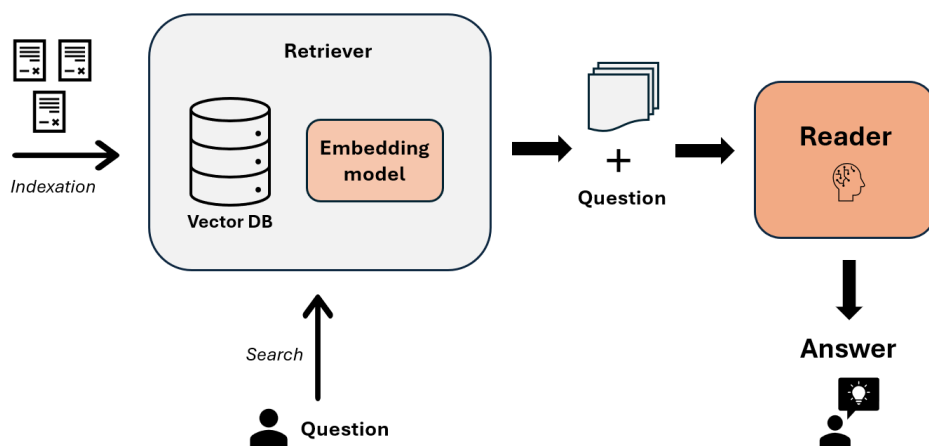 Retriever
Indexation
Vector DB
Embedding
model
Search
Question
+
Question
Reader
Answer